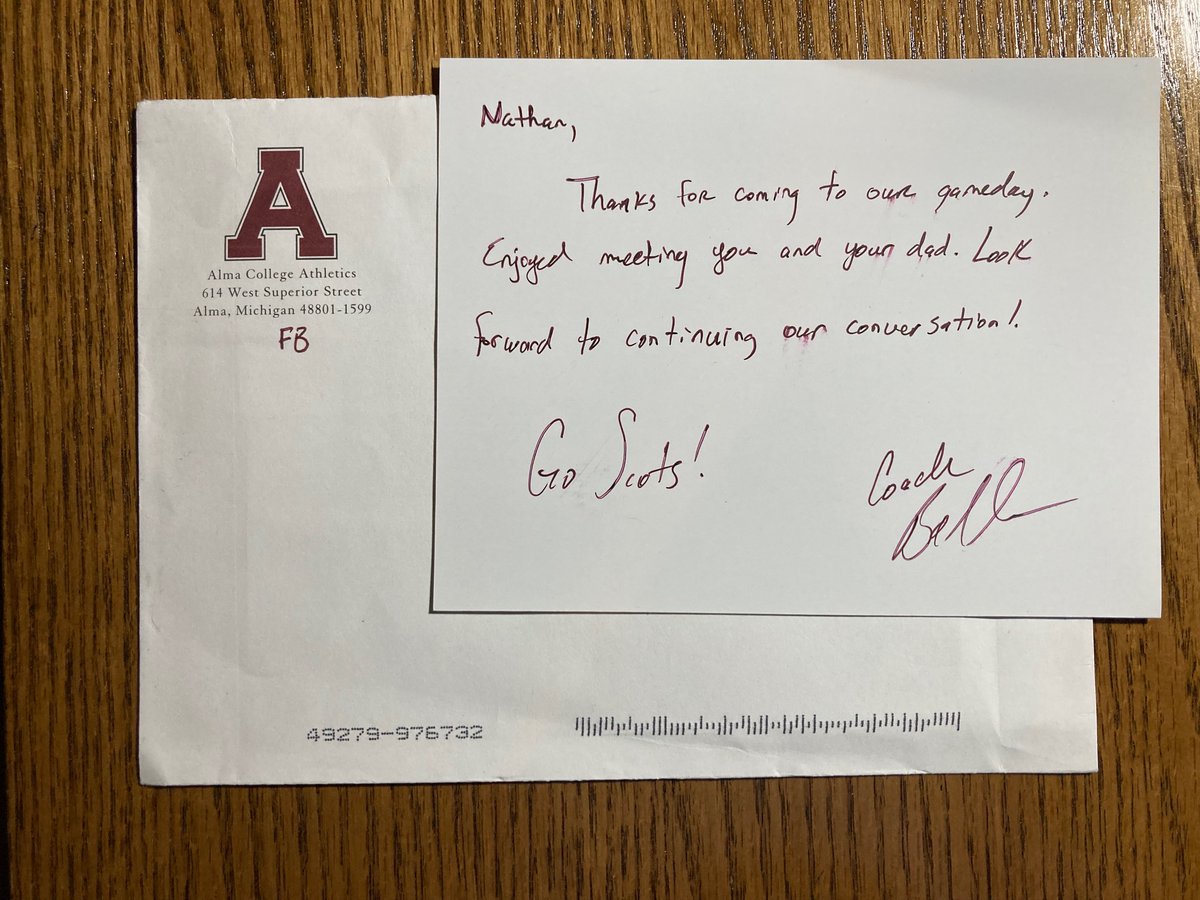 A
Alma College Athletics
614 West Superior Street
Alma, Michigan 48801-1599
FB
Nathan,
Thanks for coming to our gameday.
Enjoyed meeting you and your dad. Look
forward to continuing our conversation!
Go Scots!
Coach
49279-976732